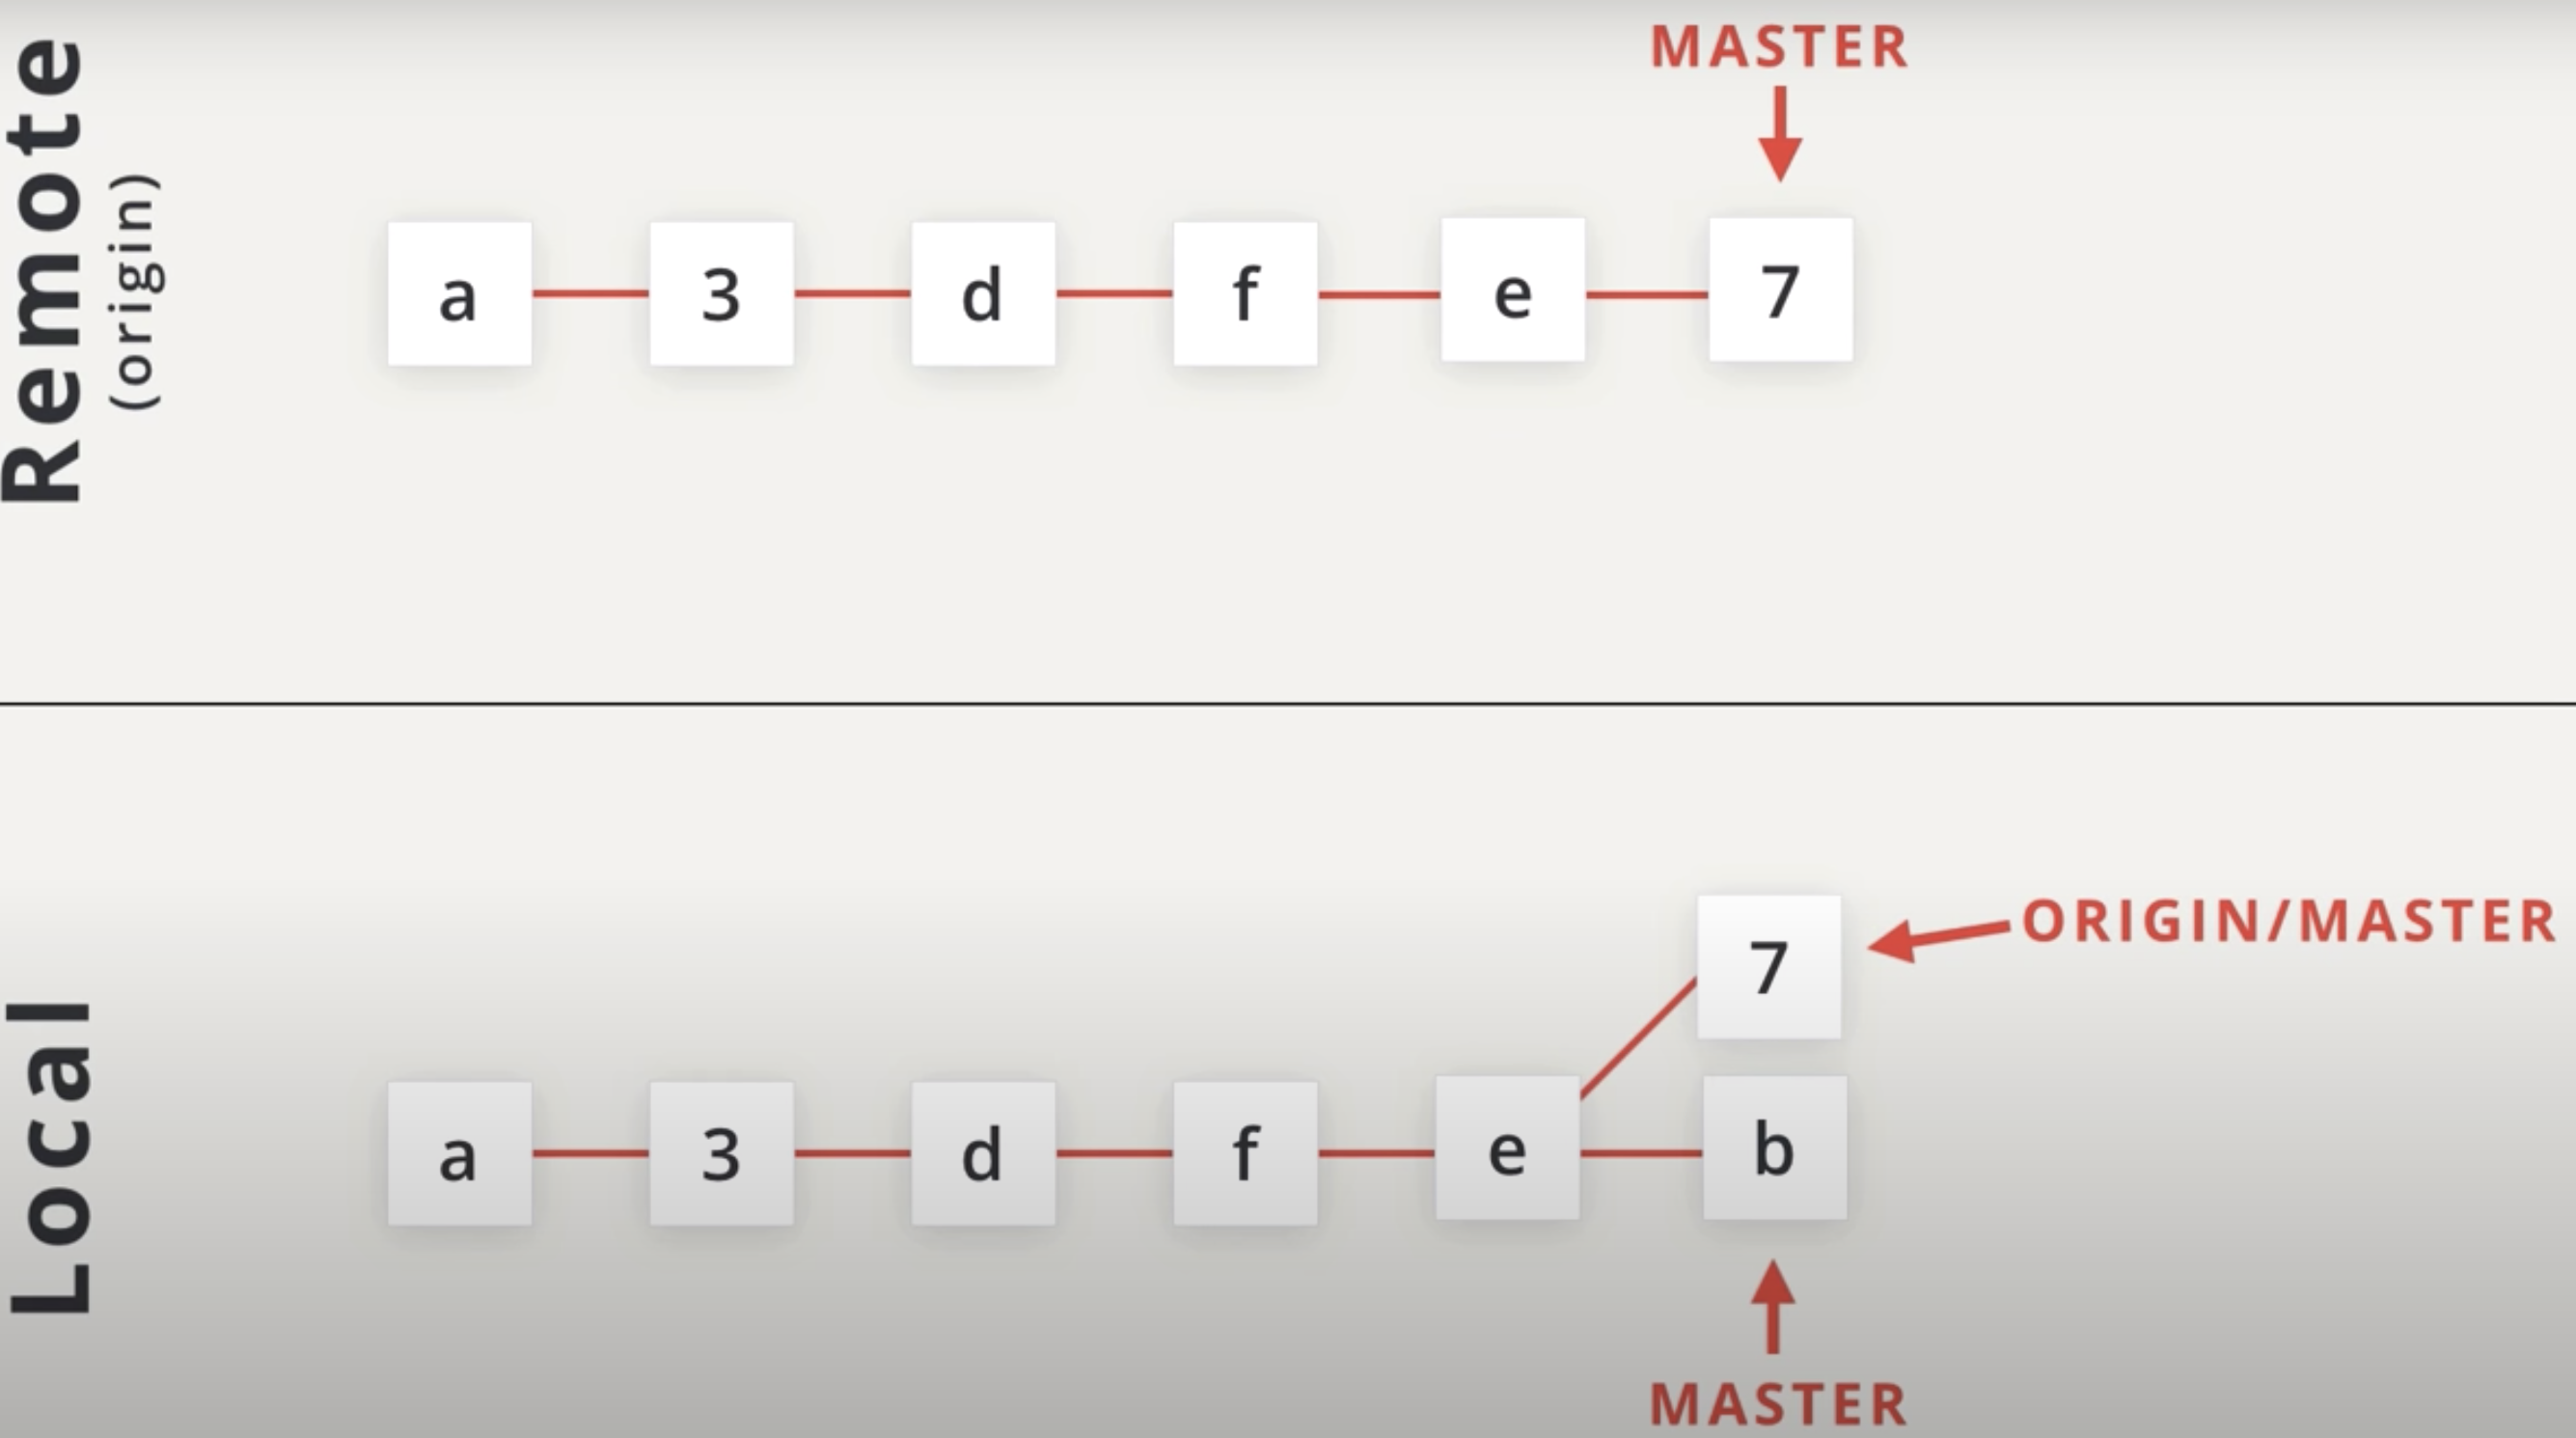 Remote
(origin)
MASTER
a 3 d f e 7
Local
7 ORIGIN/MASTER
a 3 d f e b
MASTER